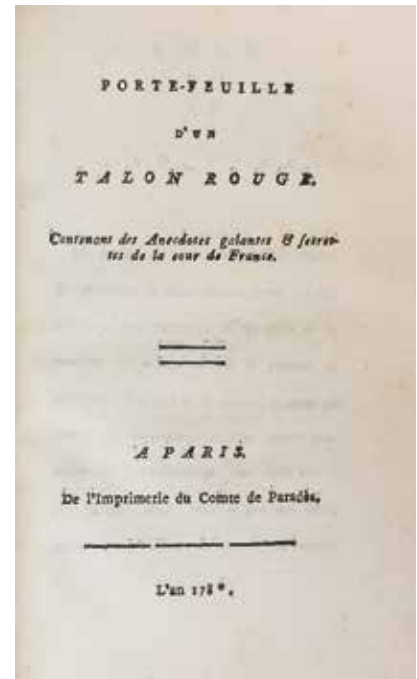 PORTE-FEUILLE
D'UN
TALON ROUGE,
Contenant des Anecdotes galantes & secret-
tes de la cour de France.
A PARIS,
De l'Imprimerie du Comte de Paradès,
L'an 178*.